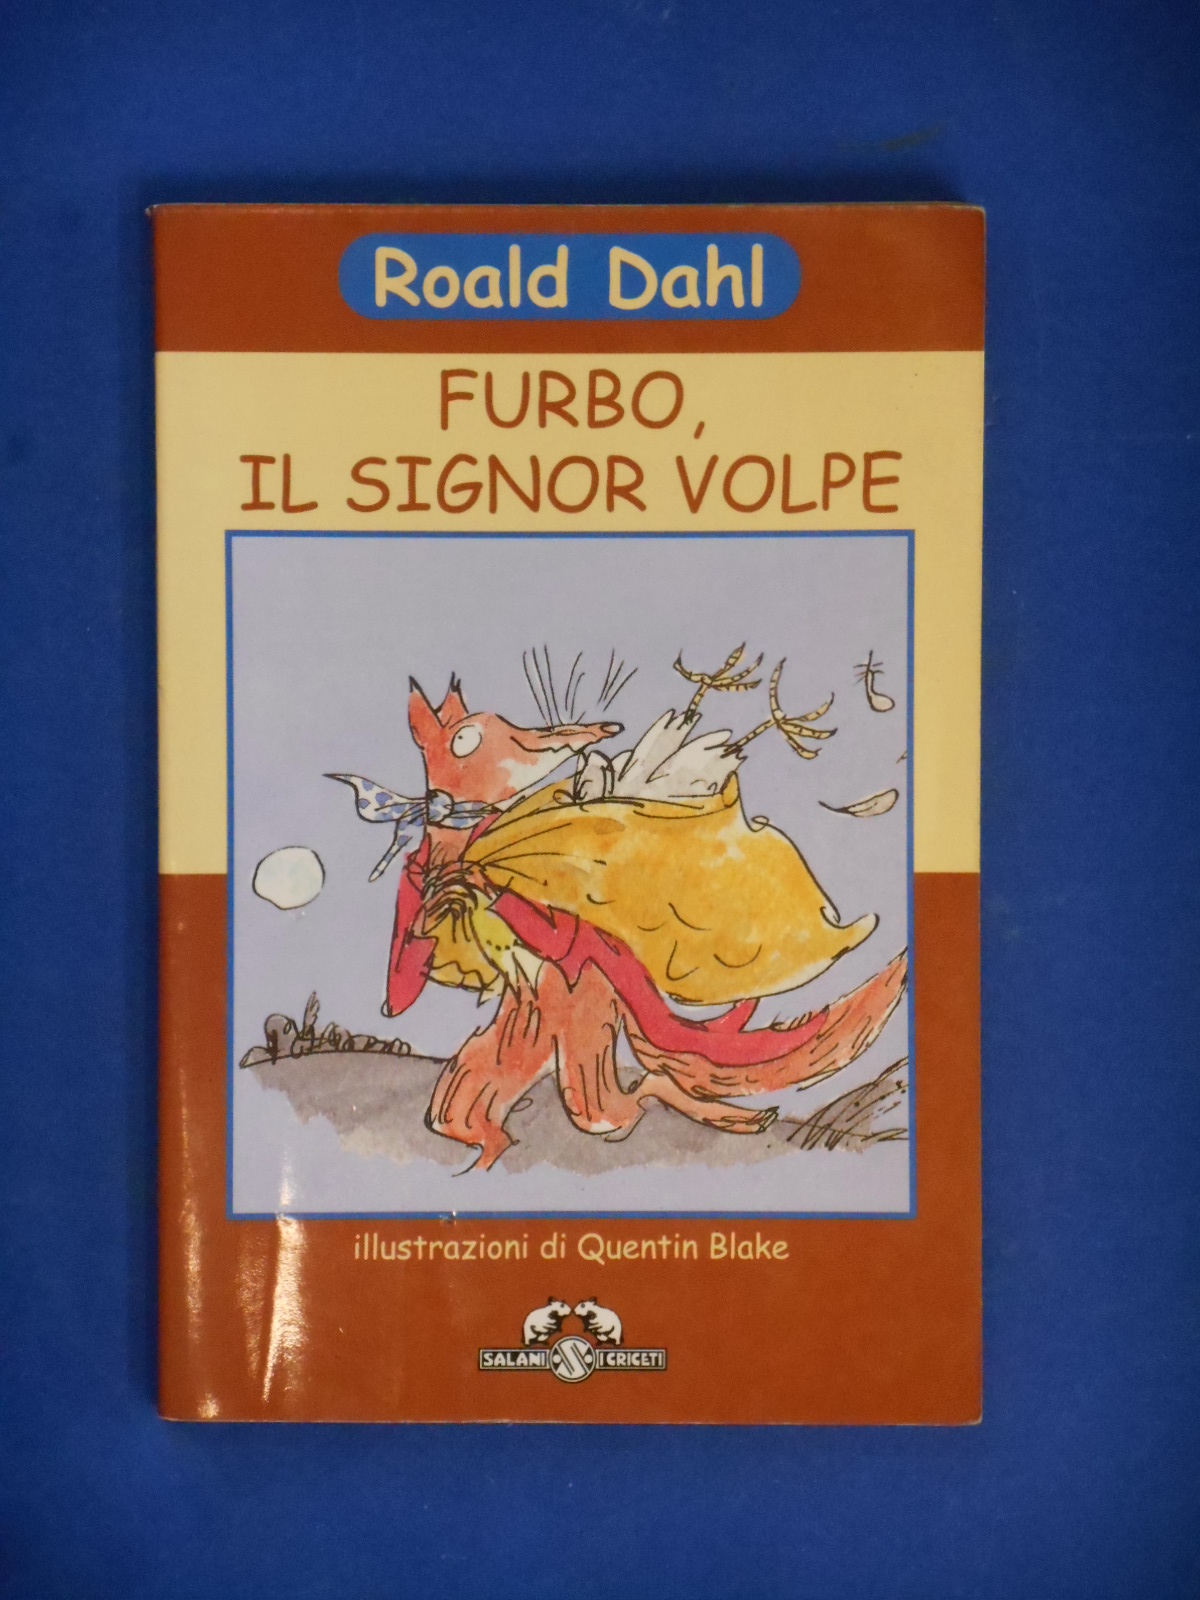 Roald Dahl
FURBO,
IL SIGNOR VOLPE
illustrazioni di Quentin Blake
SALANI S I CRICETI